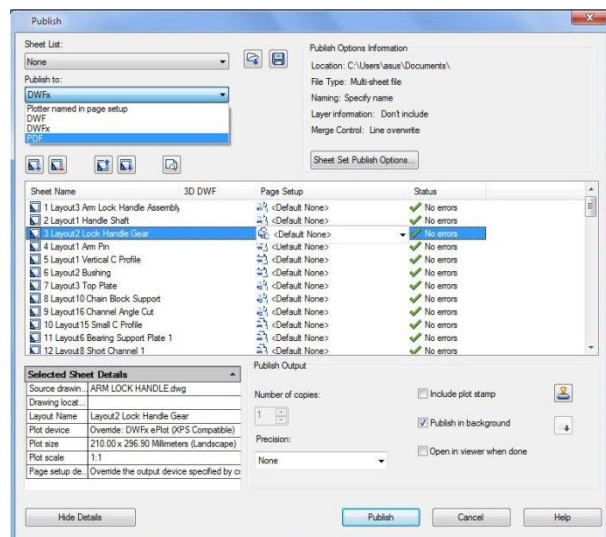 Publish
Sheet List:
None
Publish to:
DWFx
Plotter named in page setup
DWF
DWFx
PDF
Publish Options Information
Location: C:\Users\asus\Documents\
File Type: Multi-sheet file
Naming: Specify name
Layer information: Don't include
Merge Control: Line overwrite
Sheet Set Publish Options...
Sheet Name 3D DWF Page Setup Status
1 Layout3 Arm Lock Handle Assembly <Default None> No errors
2 Layout1 Handle Shaft <Default None> No errors
3 Layout2 Lock Handle Gear <Default None> No errors
4 Layout1 Arm Pin <Default None> No errors
5 Layout1 Vertical C Profile <Default None> No errors
6 Layout2 Bushing <Default None> No errors
7 Layout3 Top Plate <Default None> No errors
8 Layout10 Chain Block Support <Default None> No errors
9 Layout16 Channel Angle Cut <Default None> No errors
10 Layout15 Small C Profile <Default None> No errors
11 Layout6 Bearing Support Plate 1 <Default None> No errors
12 Layout8 Short Channel 1 <Default None> No errors
Selected Sheet Details
Source drawin... ARM LOCK HANDLE.dwg
Drawing locat...
Layout Name Layout2 Lock Handle Gear
Plot device Override: DWFx ePlot (XPS Compatible)
Plot size 210.00 x 296.90 Millimeters (Landscape)
Plot scale 1:1
Page setup de... Override the output device specified by
Publish Output
Number of copies:
1
Precision:
None
Include plot stamp
Publish in background
Open in viewer when done
Hide Details
Publish
Cancel
Help